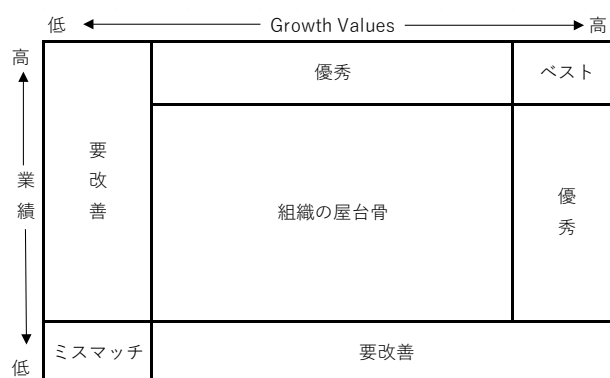 低 Growth Values 高
高
優秀
ベスト
要改善
業績
組織の屋台骨
優秀
低
ミスマッチ
要改善